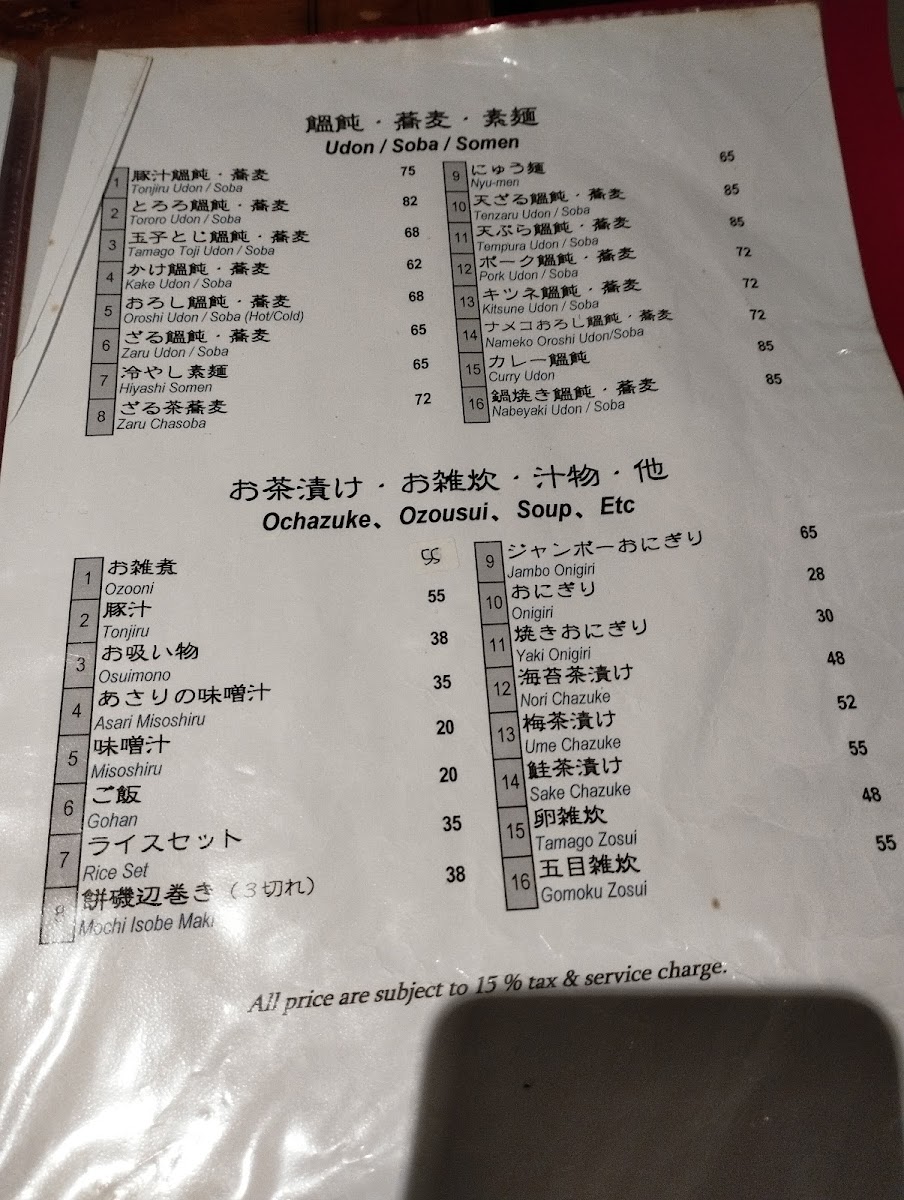 饂飩・蕎麦・素麺
Udon / Soba / Somen
1 豚汁饂飩・蕎麦 75
Tonjiru Udon / Soba
2 とろろ饂飩・蕎麦 82
Tororo Udon / Soba
3 玉子とじ饂飩・蕎麦 68
Tamago Toji Udon / Soba
4 かけ饂飩・蕎麦 62
Kake Udon / Soba
5 おろし饂飩・蕎麦 68
Oroshi Udon / Soba (Hot/Cold)
6 ざる饂飩・蕎麦 65
Zaru Udon / Soba
7 冷やし素麺 65
Hiyashi Somen
8 ざる茶蕎麦 72
Zaru Chasoba
9 にゅう麺 65
Nyu-men
10 天ざる饂飩・蕎麦 85
Tenzaru Udon / Soba
11 天ぷら饂飩・蕎麦 85
Tempura Udon / Soba
12 ポーク饂飩・蕎麦 72
Pork Udon / Soba
13 キツネ饂飩・蕎麦 72
Kitsune Udon / Soba
14 ナメコおろし饂飩・蕎麦 72
Nameko Oroshi Udon/Soba
15 カレー饂飩 85
Curry Udon
16 鍋焼き饂飩・蕎麦 85
Nabeyaki Udon / Soba
お茶漬け・お雑炊・汁物・他
Ochazuke、Ozousui、Soup、Etc
1 お雑煮 55
Ozooni
2 豚汁 55
Tonjiru
3 お吸い物 38
Osuimono
4 あさりの味噌汁 35
Asari Misoshiru
5 味噌汁 20
Misoshiru
6 ご飯 20
Gohan
7 ライスセット 35
Rice Set
8 餅磯辺巻き（３切れ） 38
Mochi Isobe Maki
9 ジャンボーおにぎり 65
Jambo Onigiri
10 おにぎり 28
Onigiri
11 焼きおにぎり 30
Yaki Onigiri
12 海苔茶漬け 48
Nori Chazuke
13 梅茶漬け 52
Ume Chazuke
14 鮭茶漬け 55
Sake Chazuke
15 卵雑炊 48
Tamago Zosui
16 五目雑炊 55
Gomoku Zosui
All price are subject to 15 % tax & service charge.